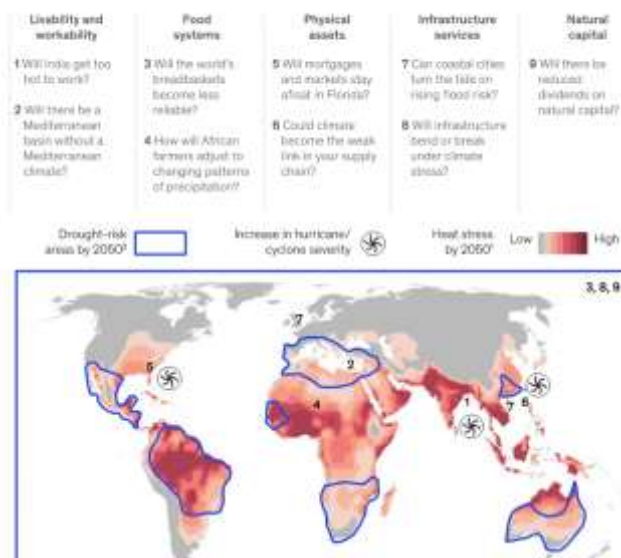 Livability and
workability
1 Will India get too
hot to work?
2 Will there be a
Mediterranean
basin without a
Mediterranean
climate?
Food
systems
3 Will the world's
breadbaskets
become less
reliable?
4 How will African
farmers adjust to
changing patterns
of precipitation?
Physical
assets
5 Will mortgages
and markets stay
afloat in Florida?
6 Could climate
become the weak
link in your supply
chain?
Infrastructure
services
7 Can coastal cities
turn the tide on
rising flood risk?
8 Will infrastructure
bend or break
under climate
stress?
Natural
capital
9 Will there be
reduced
dividends on
natural capital?
Drought-risk
areas by 2050²
Increase in hurricane/
cyclone severity
Heat stress
by 2050¹
Low
High
3, 8, 9
7
5
2
4
1
7
6